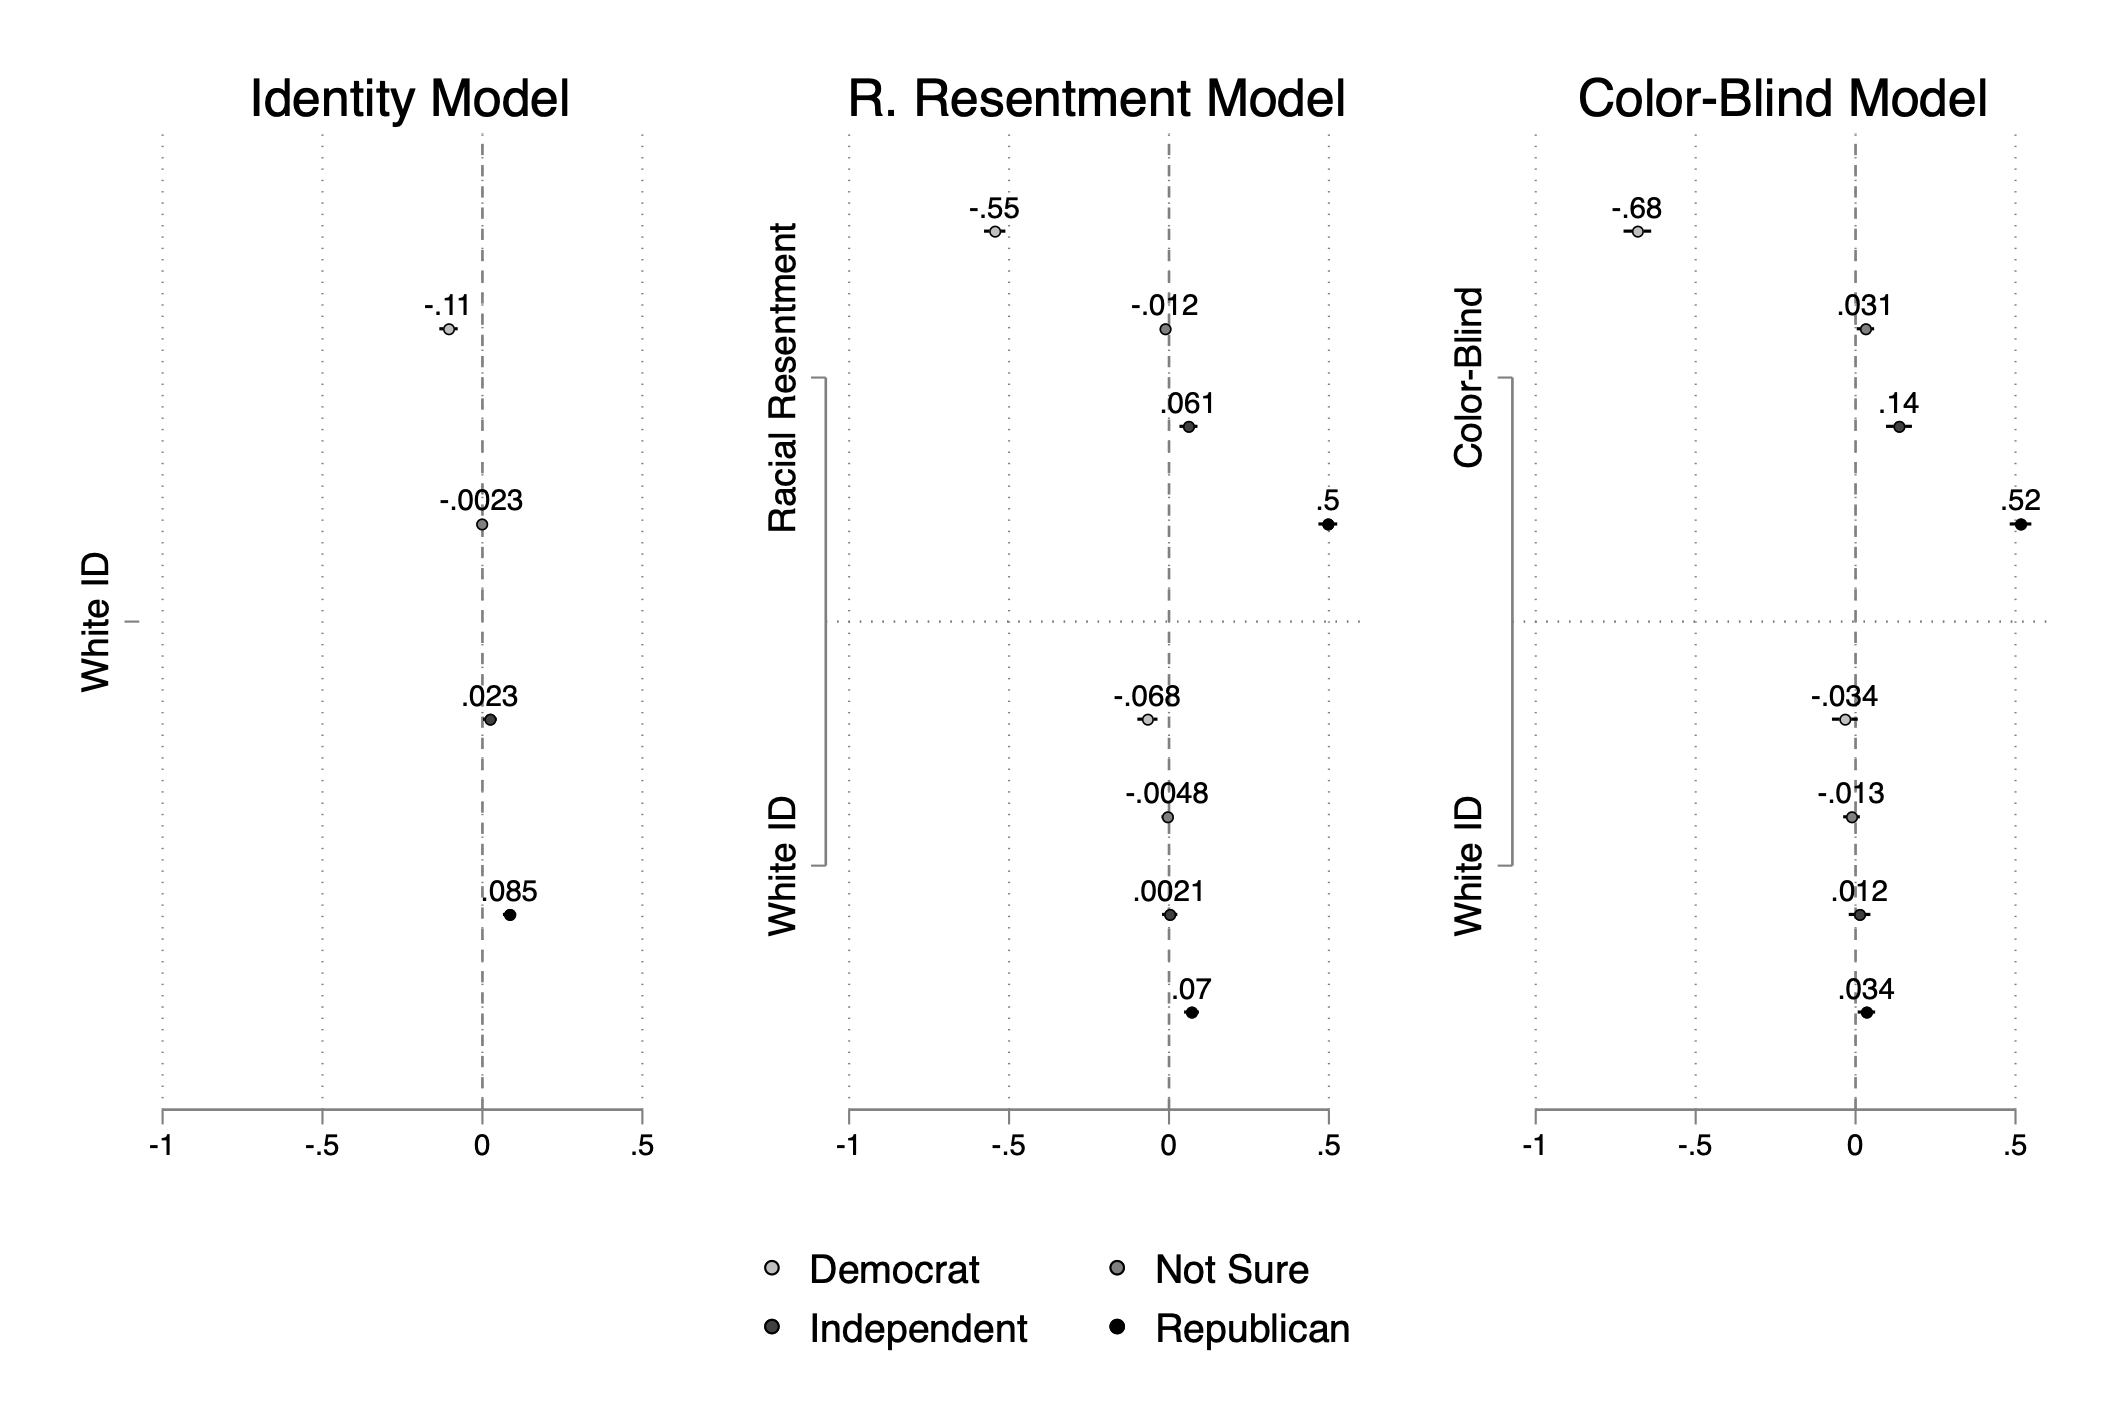 Identity Model
White ID
-.11
-.0023
.023
.085
-1 -.5 0 .5
R. Resentment Model
Racial Resentment
White ID
-.55
-.012
.061
.5
-.068
-.0048
.0021
.07
-1 -.5 0 .5
Color-Blind Model
Color-Blind
White ID
-.68
.031
.14
.52
-.034
-.013
.012
.034
-1 -.5 0 .5
Democrat Not Sure
Independent Republican